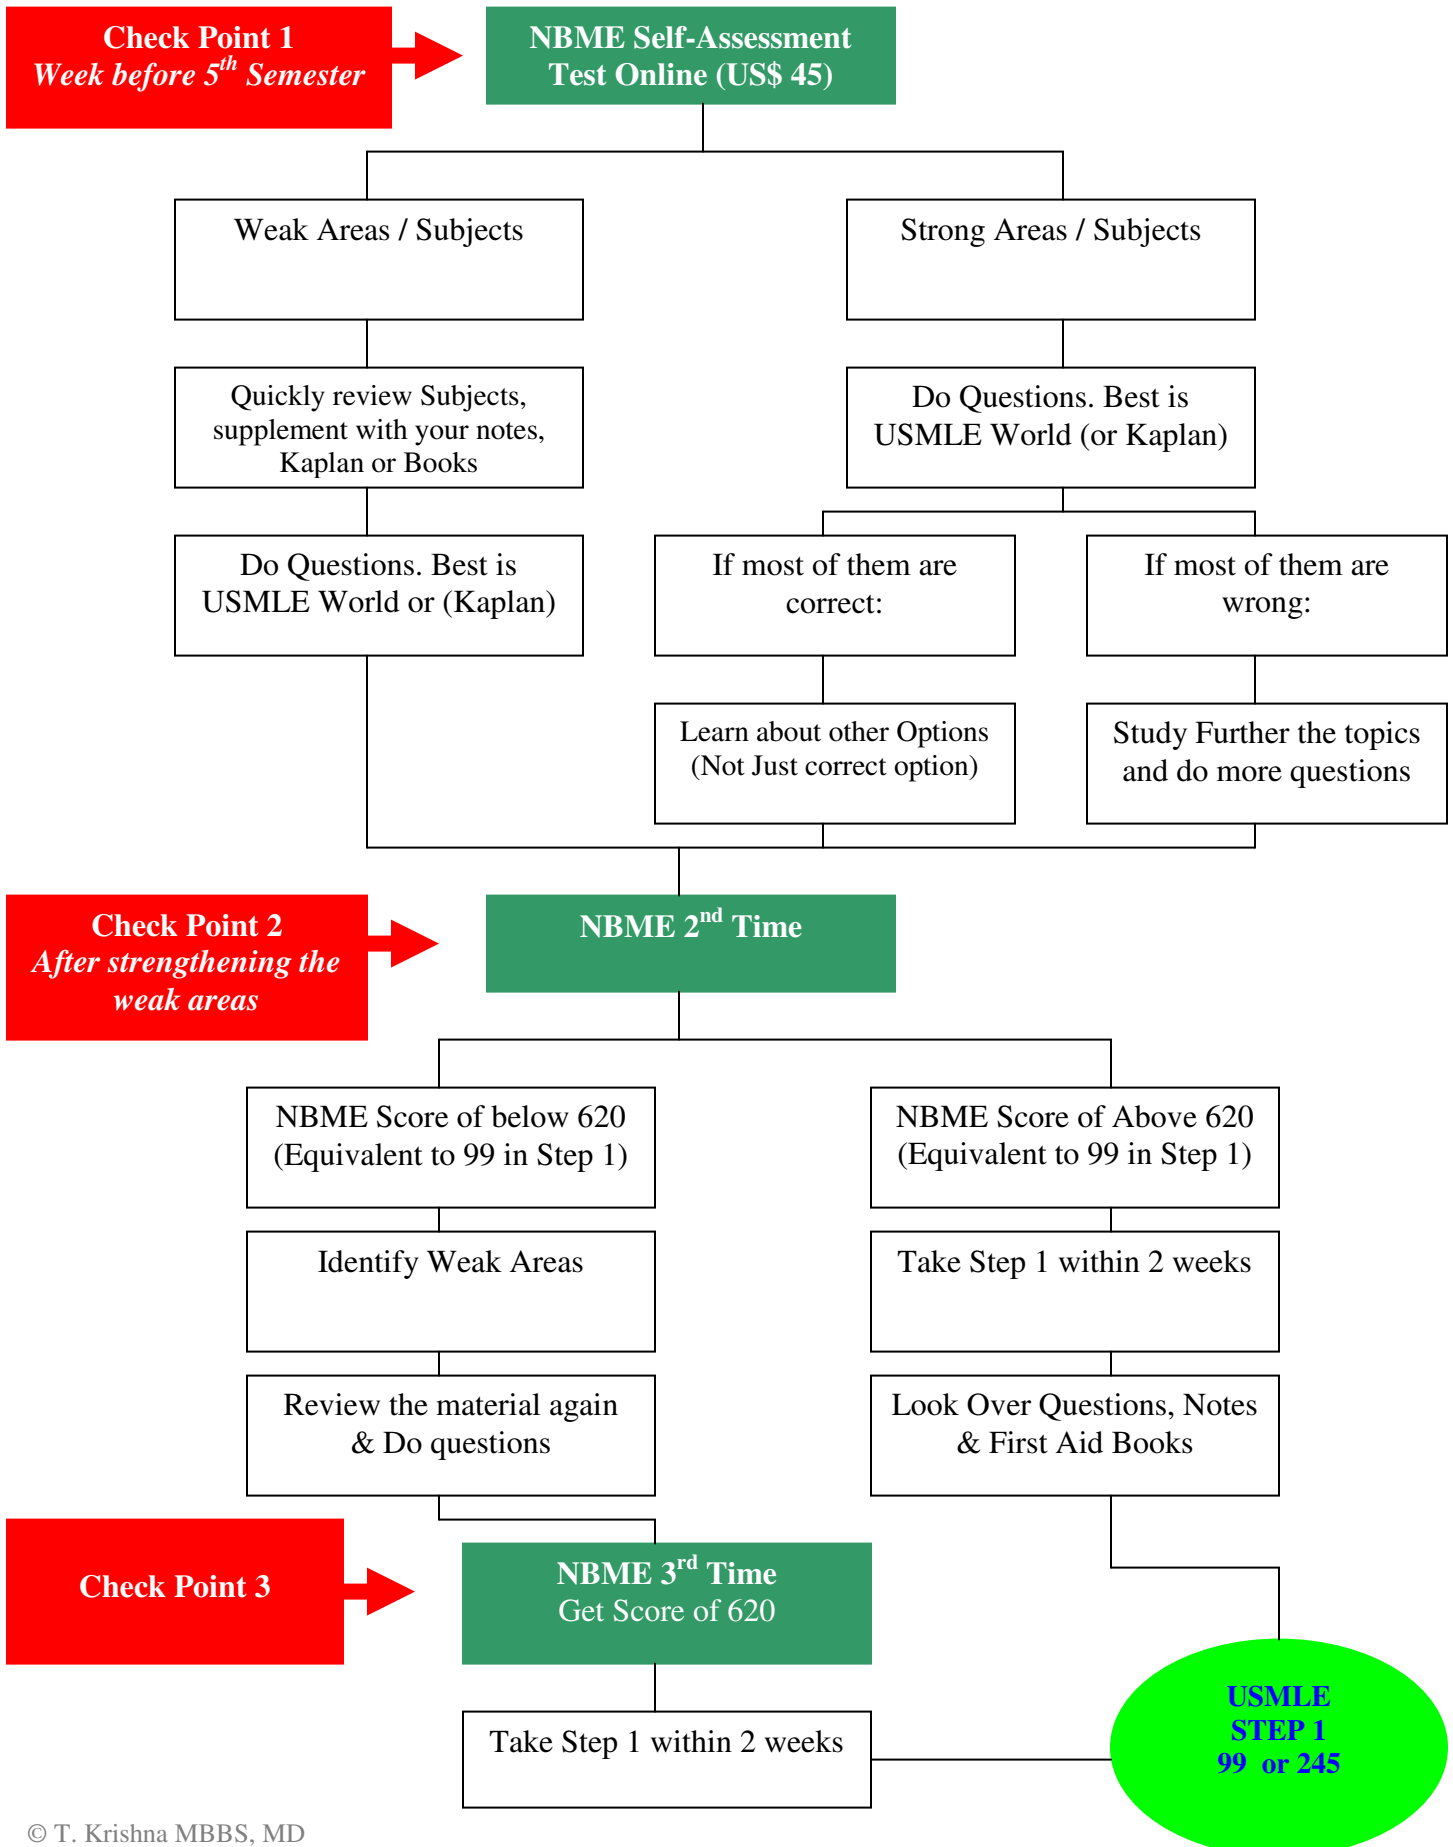 Check Point 1
Week before 5th Semester
NBME Self-Assessment
Test Online (US$ 45)
Weak Areas / Subjects
Strong Areas / Subjects
Quickly review Subjects,
supplement with your notes,
Kaplan or Books
Do Questions. Best is
USMLE World (or Kaplan)
Do Questions. Best is
USMLE World or (Kaplan)
If most of them are
correct:
If most of them are
wrong:
Learn about other Options
(Not Just correct option)
Study Further the topics
and do more questions
Check Point 2
After strengthening the
weak areas
NBME 2nd Time
NBME Score of below 620
(Equivalent to 99 in Step 1)
NBME Score of Above 620
(Equivalent to 99 in Step 1)
Identify Weak Areas
Take Step 1 within 2 weeks
Review the material again
& Do questions
Look Over Questions, Notes
& First Aid Books
Check Point 3
NBME 3rd Time
Get Score of 620
Take Step 1 within 2 weeks
USMLE
STEP 1
99 or 245
© T. Krishna MBBS, MD